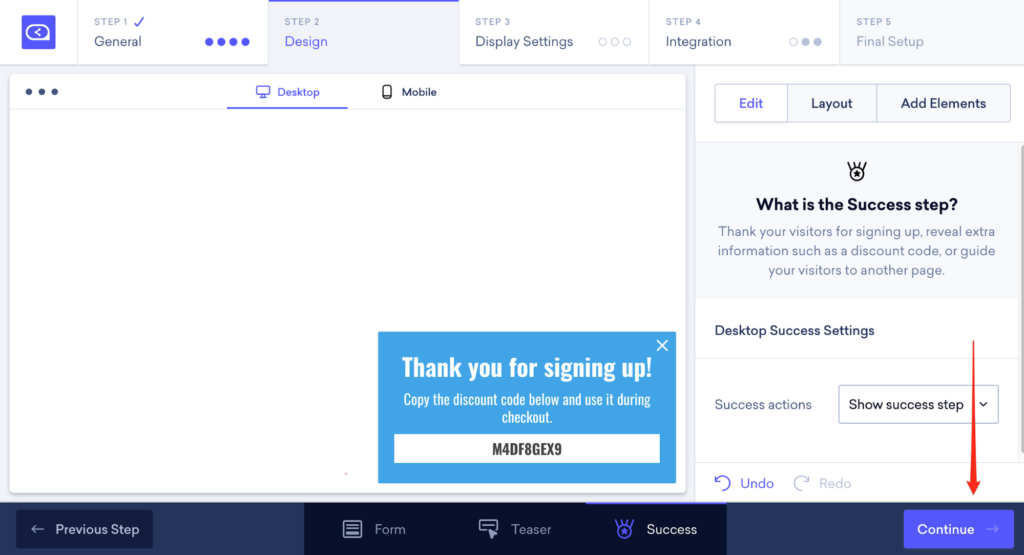 STEP 1
General
STEP 2
Design
STEP 3
Display Settings
STEP 4
Integration
STEP 5
Final Setup
Desktop
Mobile
Edit
Layout
Add Elements
What is the Success step?
Thank your visitors for signing up, reveal extra
information such as a discount code, or guide
your visitors to another page.
Desktop Success Settings
Success actions
Show success step
Thank you for signing up!
Copy the discount code below and use it during
checkout.
M4DF8GEX9
Undo
Redo
Previous Step
Form
Teaser
Success
Continue